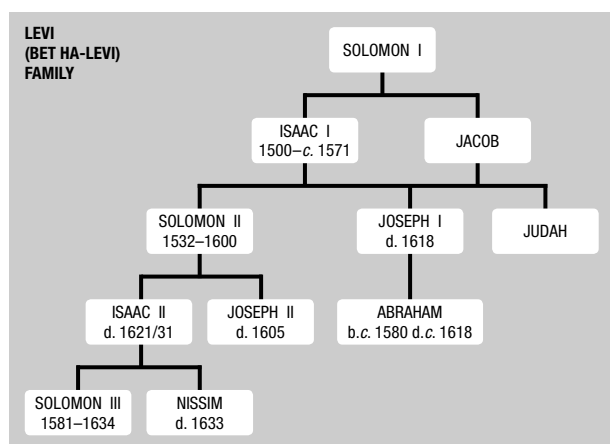 LEVI
(BET HA-LEVI)
FAMILY
SOLOMON I
ISAAC I
1500–c. 1571
JACOB
SOLOMON II
1532–1600
JOSEPH I
d. 1618
JUDAH
ISAAC II
d. 1621/31
JOSEPH II
d. 1605
ABRAHAM
b.c. 1580 d.c. 1618
SOLOMON III
1581–1634
NISSIM
d. 1633